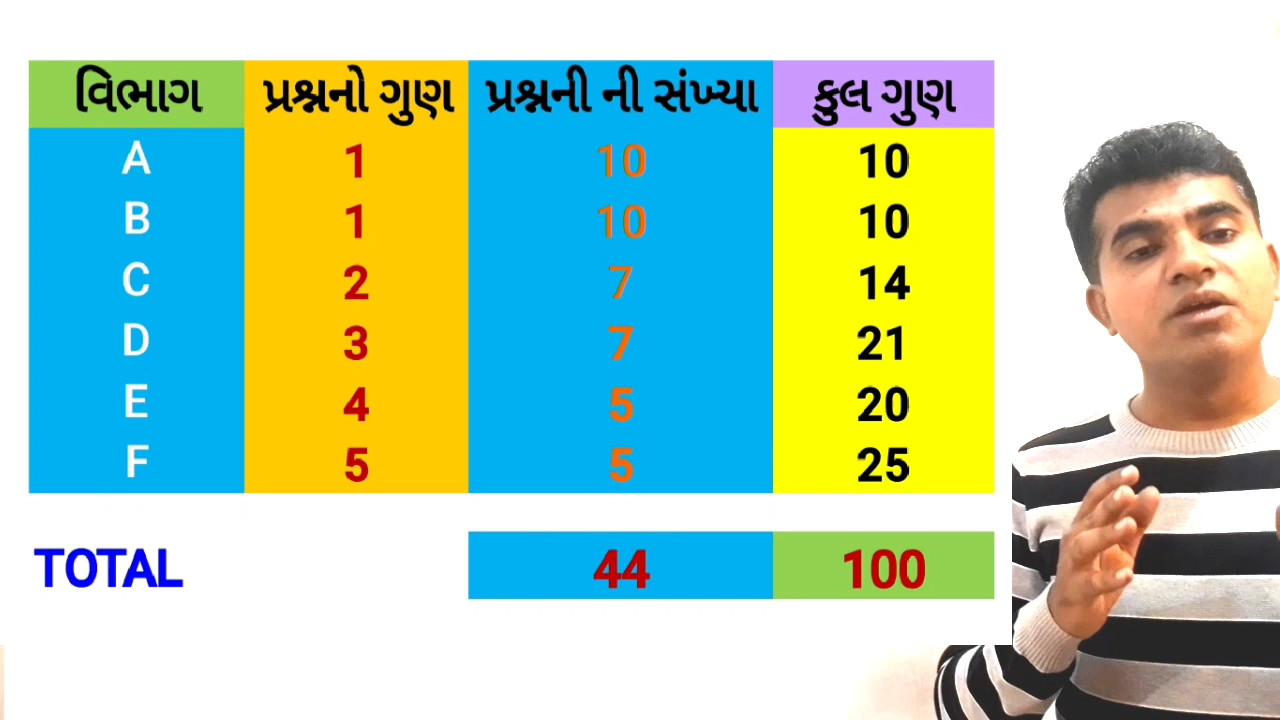 વિભાગ પ્રશ્નનો ગુણ પ્રશ્નની ની સંખ્યા કુલ ગુણ
A 1 10 10
B 1 10 10
C 2 7 14
D 3 7 21
E 4 5 20
F 5 5 25
TOTAL 44 100